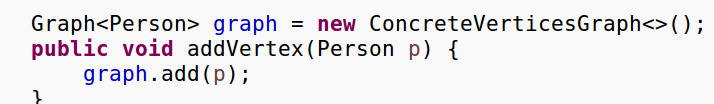 Graph<Person> graph = new ConcreteVerticesGraph<>();
public void addVertex(Person p) {
    graph.add(p);
}